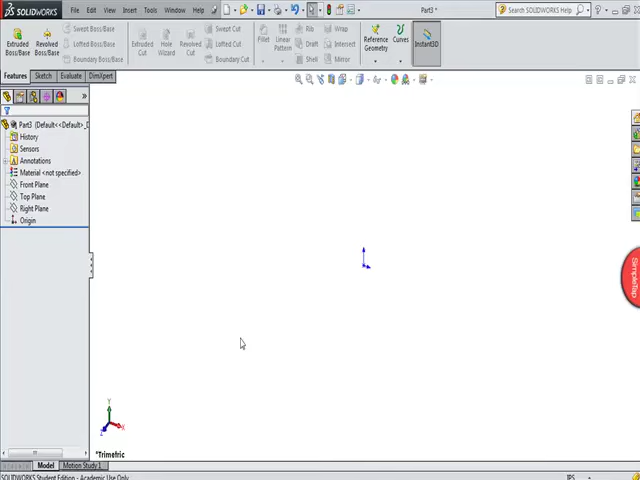 SOLIDWORKS File Edit View Insert Tools Window Help Part3 * Search SOLIDWORKS Help
Extruded Boss/Base
Revolved Boss/Base
Swept Boss/Base
Lofted Boss/Base
Boundary Boss/Base
Extruded Cut
Hole Wizard
Revolved Cut
Swept Cut
Lofted Cut
Boundary Cut
Fillet
Linear Pattern
Rib
Draft
Shell
Wrap
Intersect
Mirror
Reference Geometry
Curves
Instant3D
Features Sketch Evaluate DimXpert
Part3 (Default<<Default>_D
History
Sensors
Annotations
Material <not specified>
Front Plane
Top Plane
Right Plane
Origin
SimpleTap
Y
X
Z
*Trimetric
Model Motion Study 1
SOLIDWORKS Student Edition - Academic Use Only
IPS